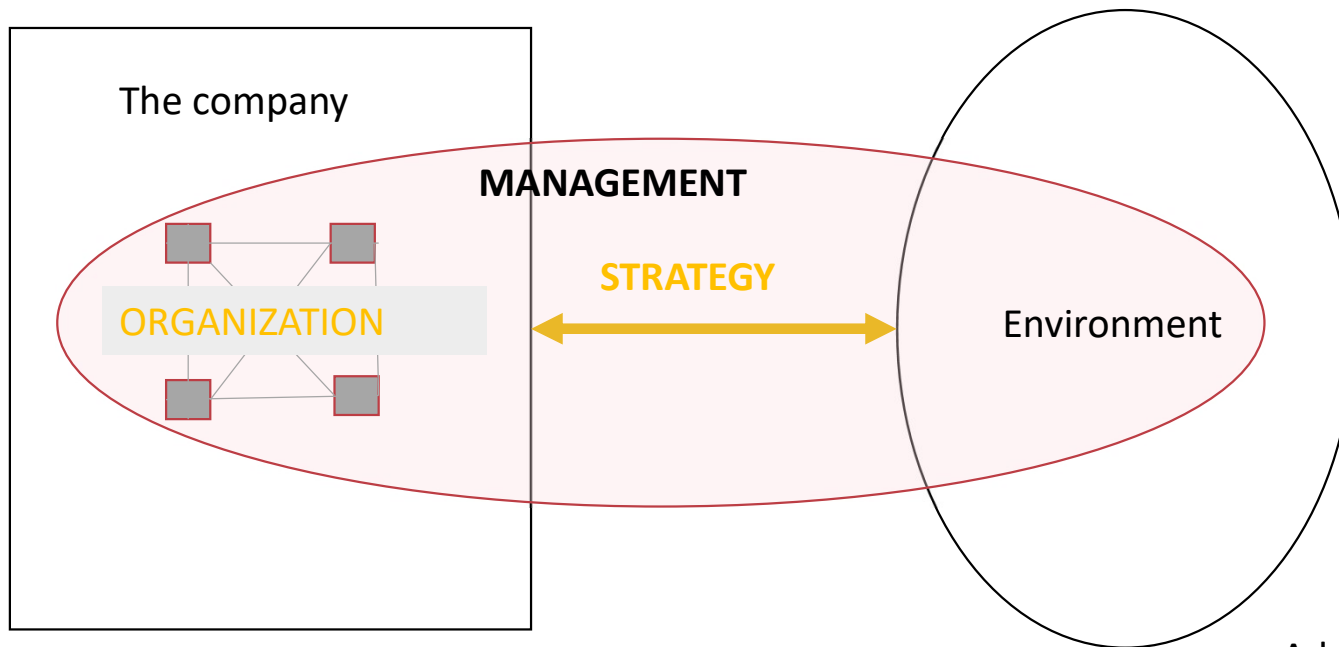 The company
MANAGEMENT
STRATEGY
ORGANIZATION
Environment